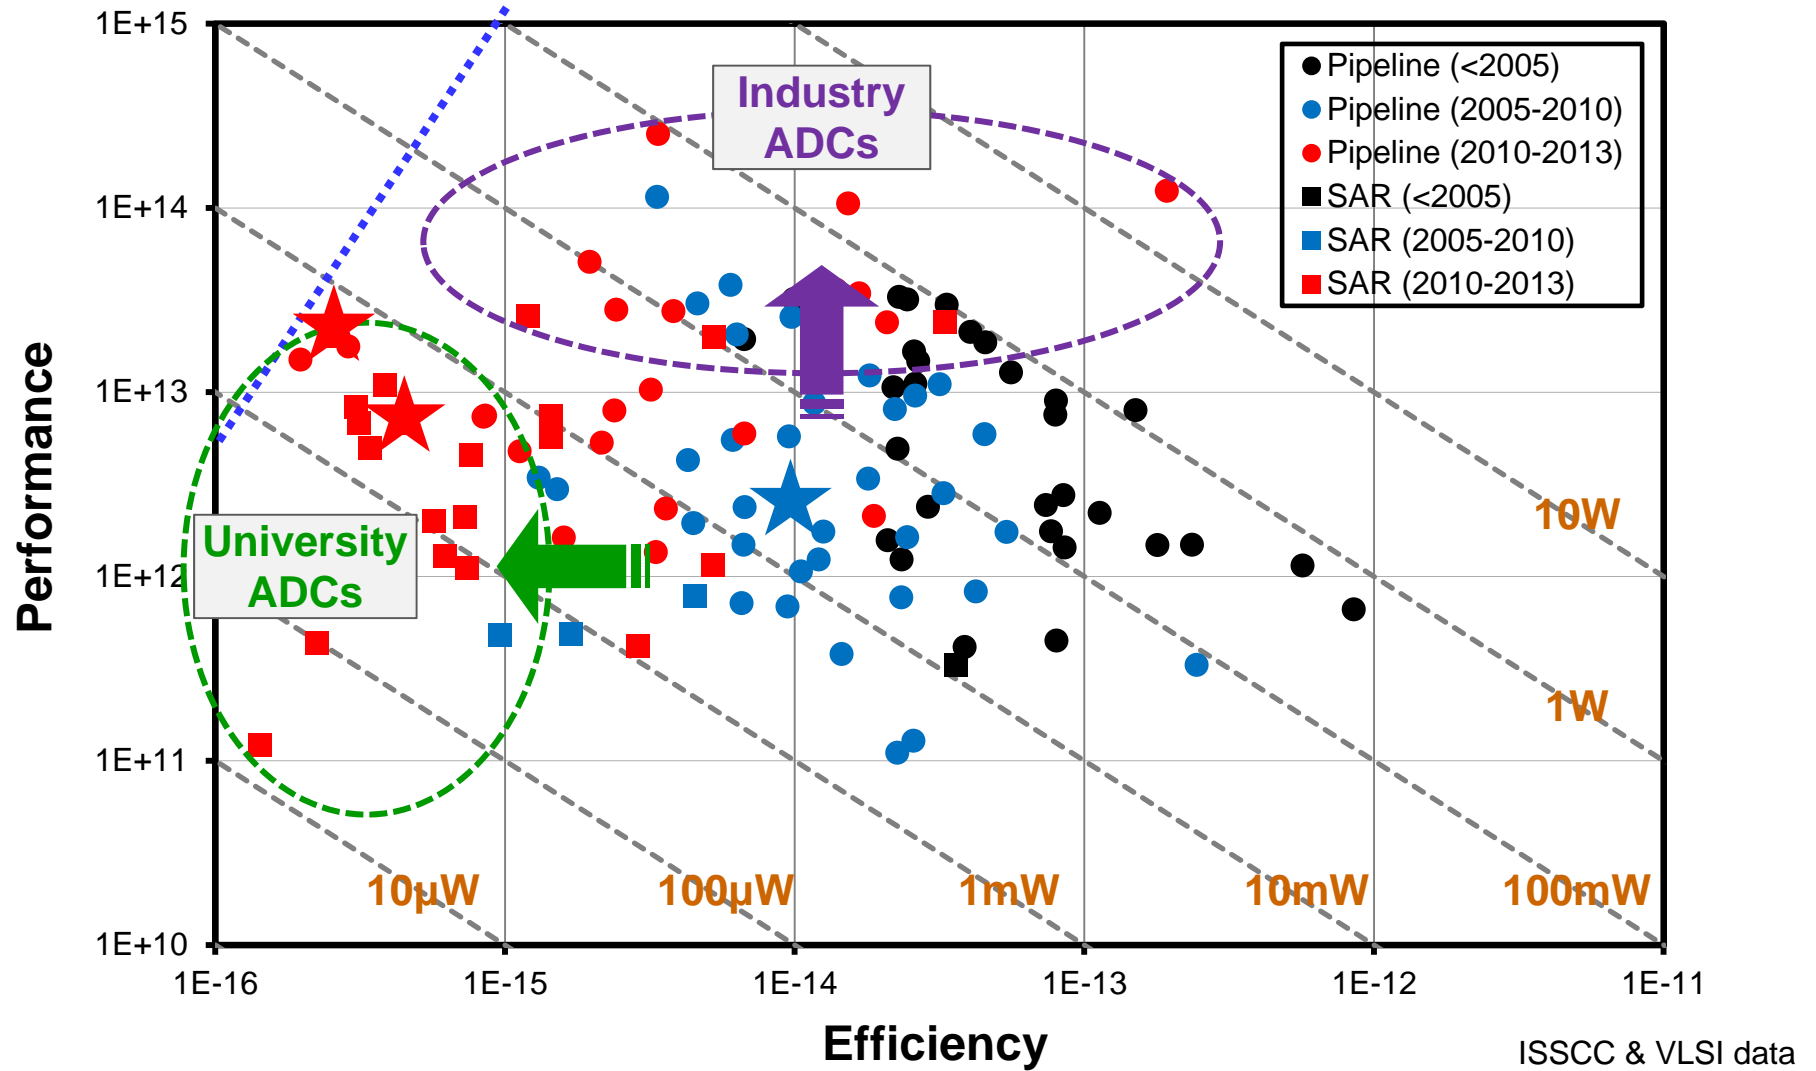 1E+15
1E+14
1E+13
1E+12
1E+11
1E+10
Performance
Industry
ADCs
University
ADCs
Pipeline (<2005)
Pipeline (2005-2010)
Pipeline (2010-2013)
SAR (<2005)
SAR (2005-2010)
SAR (2010-2013)
10W
1W
10µW
100µW
1mW
10mW
100mW
1E-16
1E-15
1E-14
1E-13
1E-12
1E-11
Efficiency
ISSCC & VLSI data